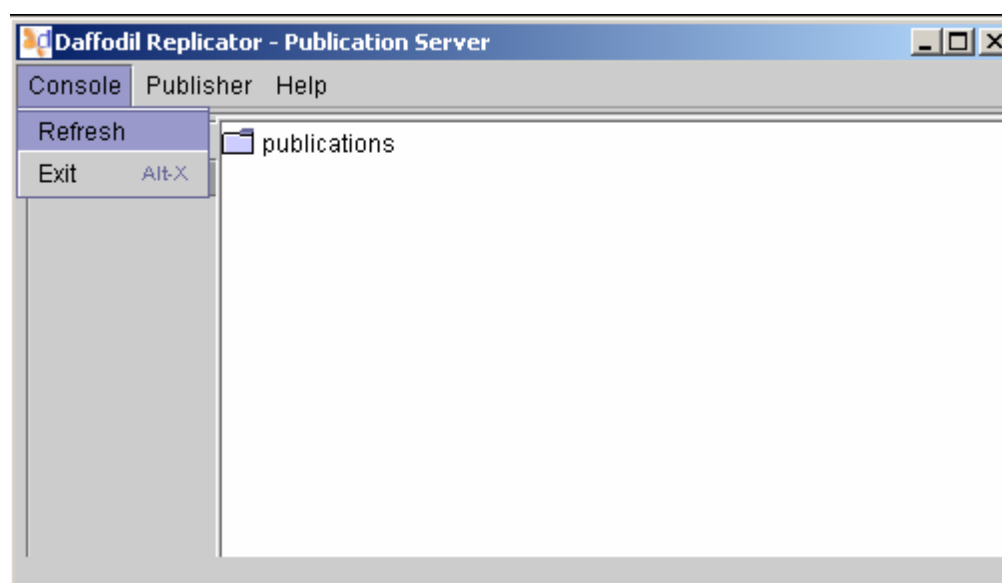 Daffodil Replicator - Publication Server
Console Publisher Help
Refresh
publications
Exit Alt-X